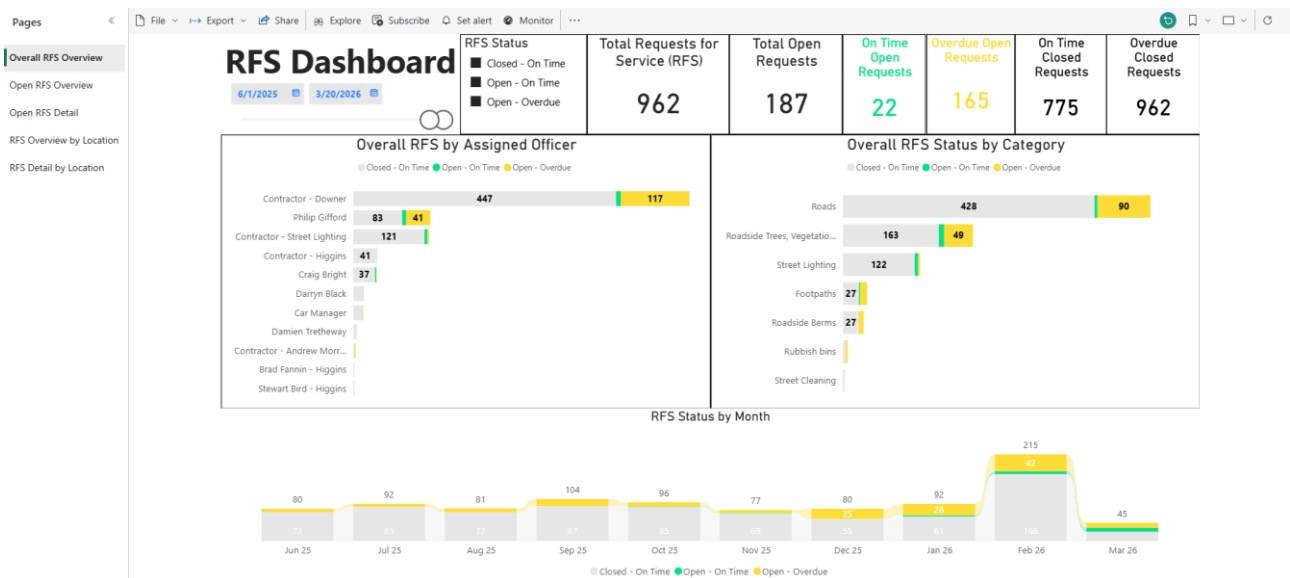 Pages
File
Export
Share
Explore
Subscribe
Set alert
Monitor
Overall RFS Overview
Open RFS Overview
Open RFS Detail
RFS Overview by Location
RFS Detail by Location
RFS Dashboard
6/1/2025
3/20/2026
RFS Status
Closed - On Time
Open - On Time
Open - Overdue
Total Requests for
Service (RFS)
962
Total Open
Requests
187
On Time
Open
Requests
22
Overdue Open
Requests
165
On Time
Closed
Requests
775
Overdue
Closed
Requests
962
Overall RFS by Assigned Officer
Closed - On Time Open - On Time Open - Overdue
Contractor - Downer 447 117
Philip Gifford 83 41
Contractor - Street Lighting 121
Contractor - Higgins 41
Craig Bright 37
Darryn Black
Car Manager
Damien Tretheway
Contractor - Andrew Morr...
Brad Fannin - Higgins
Stewart Bird - Higgins
Overall RFS Status by Category
Closed - On Time Open - On Time Open - Overdue
Roads 428 90
Roadside Trees, Vegetatio... 163 49
Street Lighting 122
Footpaths 27
Roadside Berms 27
Rubbish bins
Street Cleaning
RFS Status by Month
80 92 81 104 96 77 80 92 215 45
25 28 42
72 85 72 87 85 69 55 61 166
Jun 25 Jul 25 Aug 25 Sep 25 Oct 25 Nov 25 Dec 25 Jan 26 Feb 26 Mar 26
Closed - On Time Open - On Time Open - Overdue